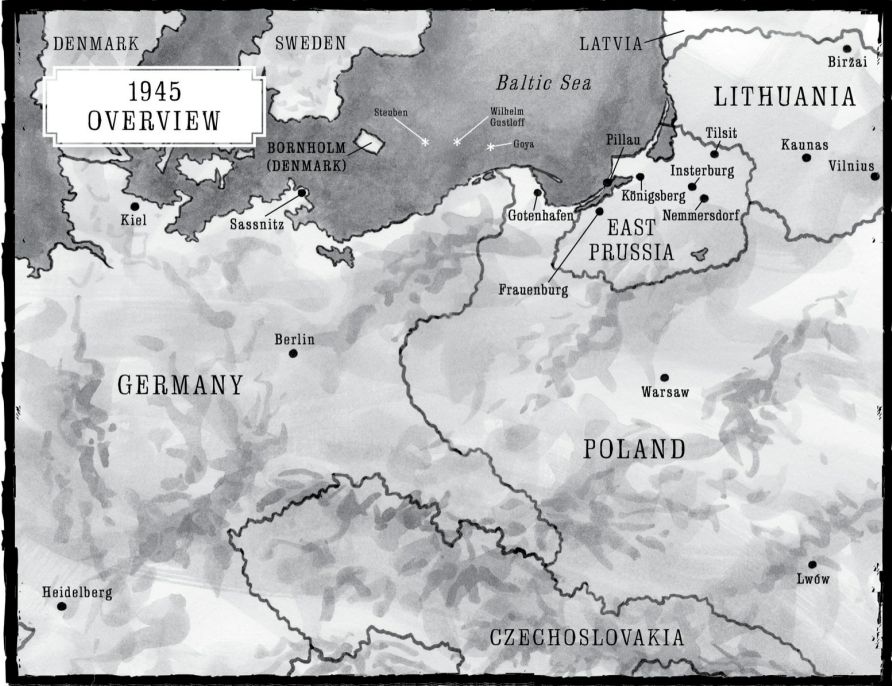 DENMARK
SWEDEN
LATVIA
Biržai
1945
OVERVIEW
Baltic Sea
LITHUANIA
Steuben
Wilhelm
Gustloff
Goya
BORNHOLM
(DENMARK)
Pillau
Tilsit
Kaunas
Vilnius
Insterburg
Königsberg
Nemmersdorf
Kiel
Sassnitz
Gotenhafen
EAST
PRUSSIA
Frauenburg
Berlin
GERMANY
Warsaw
POLAND
Lwów
Heidelberg
CZECHOSLOVAKIA